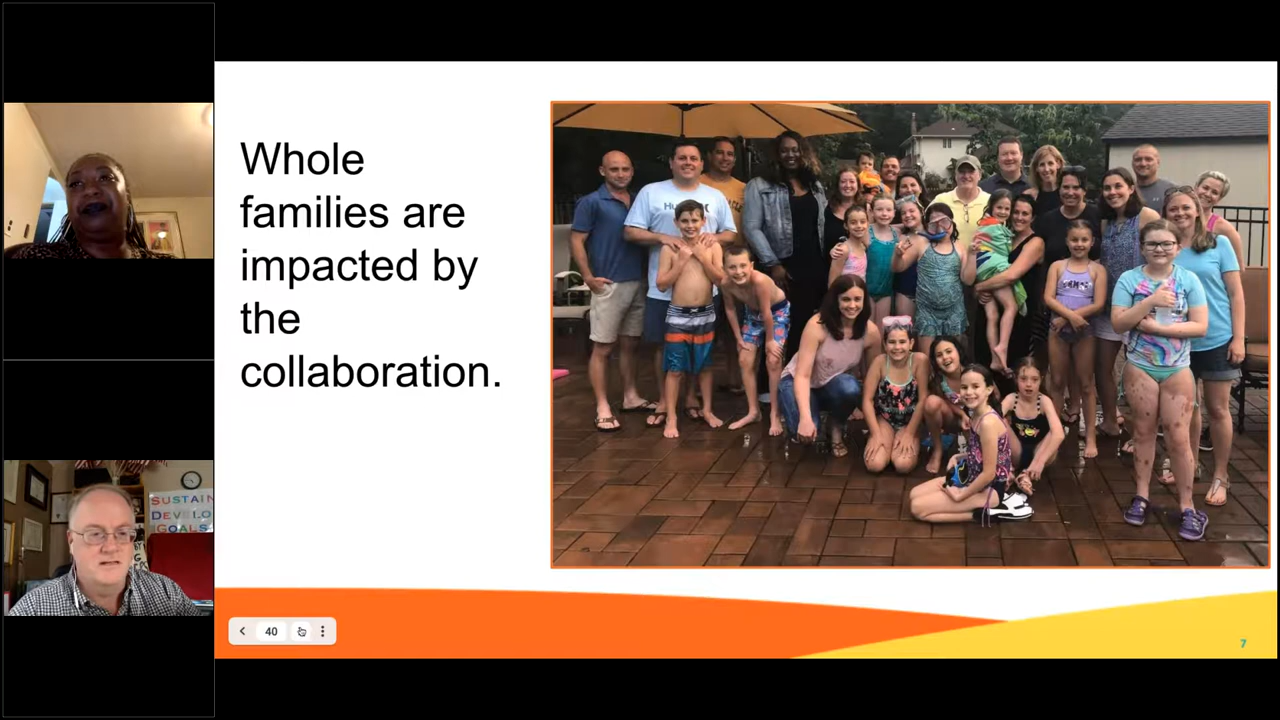 Whole
families are
impacted by
the
collaboration.
SUSTAIN
DEVELO
GOALS
40
7